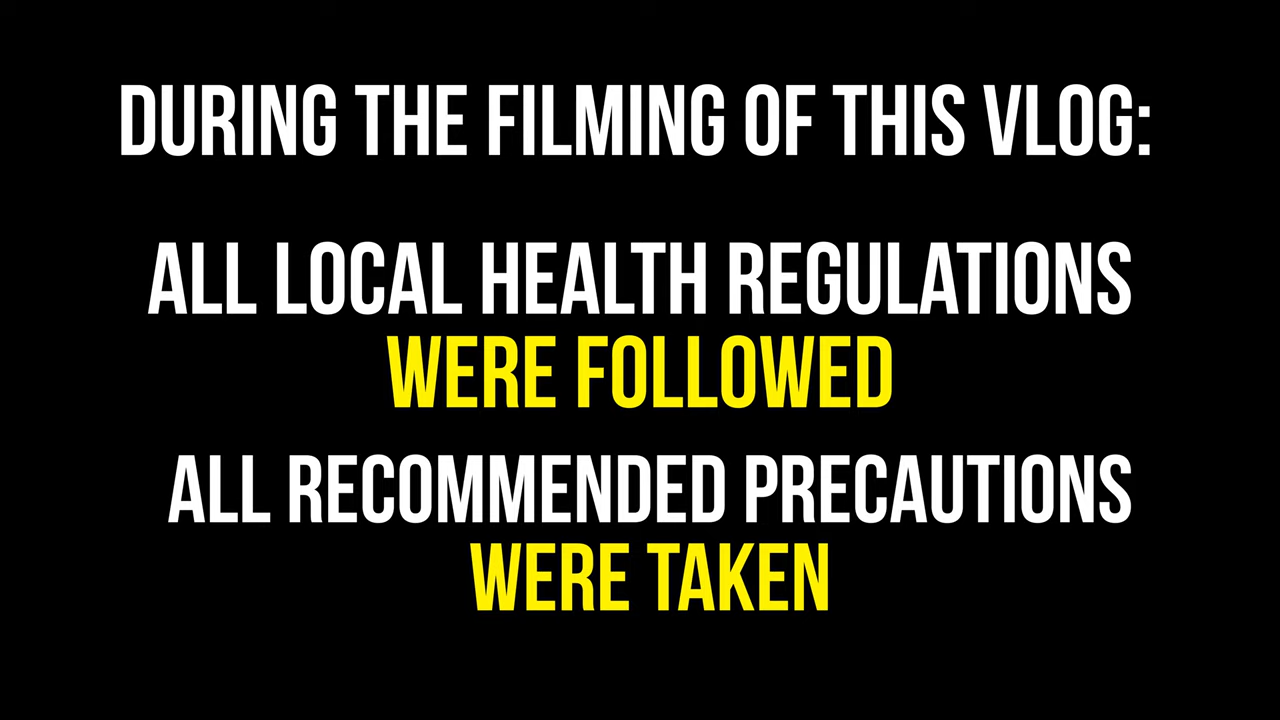 DURING THE FILMING OF THIS VLOG:
ALL LOCAL HEALTH REGULATIONS
WERE FOLLOWED
ALL RECOMMENDED PRECAUTIONS
WERE TAKEN